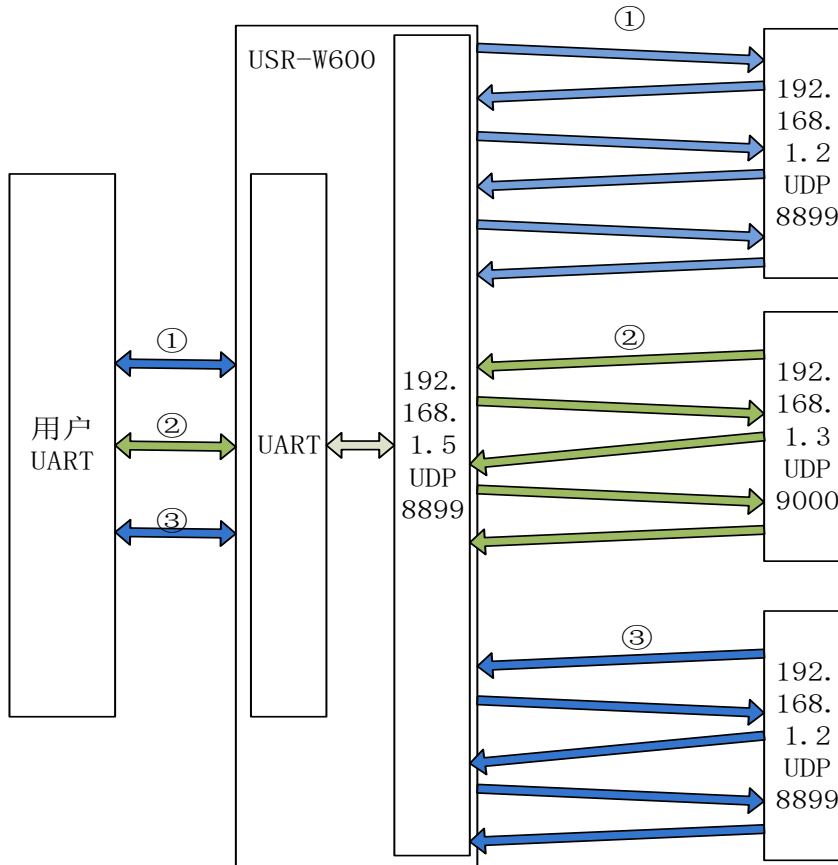 USR-W600
①
192.
168.
1.2
UDP
8899
①
②
③
用户
UART
UART
192.
168.
1.5
UDP
8899
②
192.
168.
1.3
UDP
9000
③
192.
168.
1.2
UDP
8899